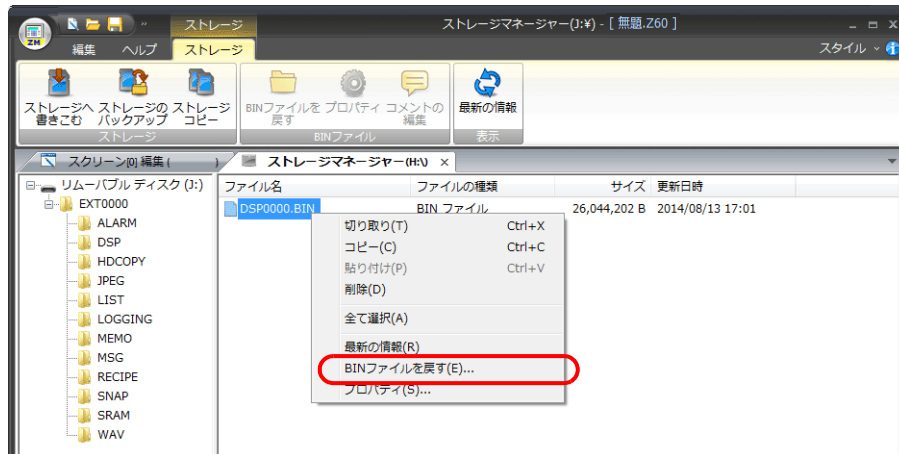 ストレージ
ストレージマネージャー(J:¥) - [ 無題.Z60 ]
ZM
編集 ヘルプ ストレージ
スタイル
ストレージへ書きこむ
ストレージのバックアップ
ストレージコピー
BINファイルを戻す
プロパティ
コメントの編集
最新の情報
ストレージ
BINファイル
表示
スクリーン[0] 編集 ( )
ストレージマネージャー(H:\) ×
リムーバブル ディスク (J:)
ファイル名 ファイルの種類 サイズ 更新日時
EXT0000
DSP0000.BIN BIN ファイル 26,044,202 B 2014/08/13 17:01
ALARM
DSP
HDCOPY
JPEG
LIST
LOGGING
MEMO
MSG
RECIPE
SNAP
SRAM
WAV
切り取り(T) Ctrl+X
コピー(C) Ctrl+C
貼り付け(P) Ctrl+V
削除(D)
全て選択(A)
最新の情報(R)
BINファイルを戻す(E)...
プロパティ(S)...